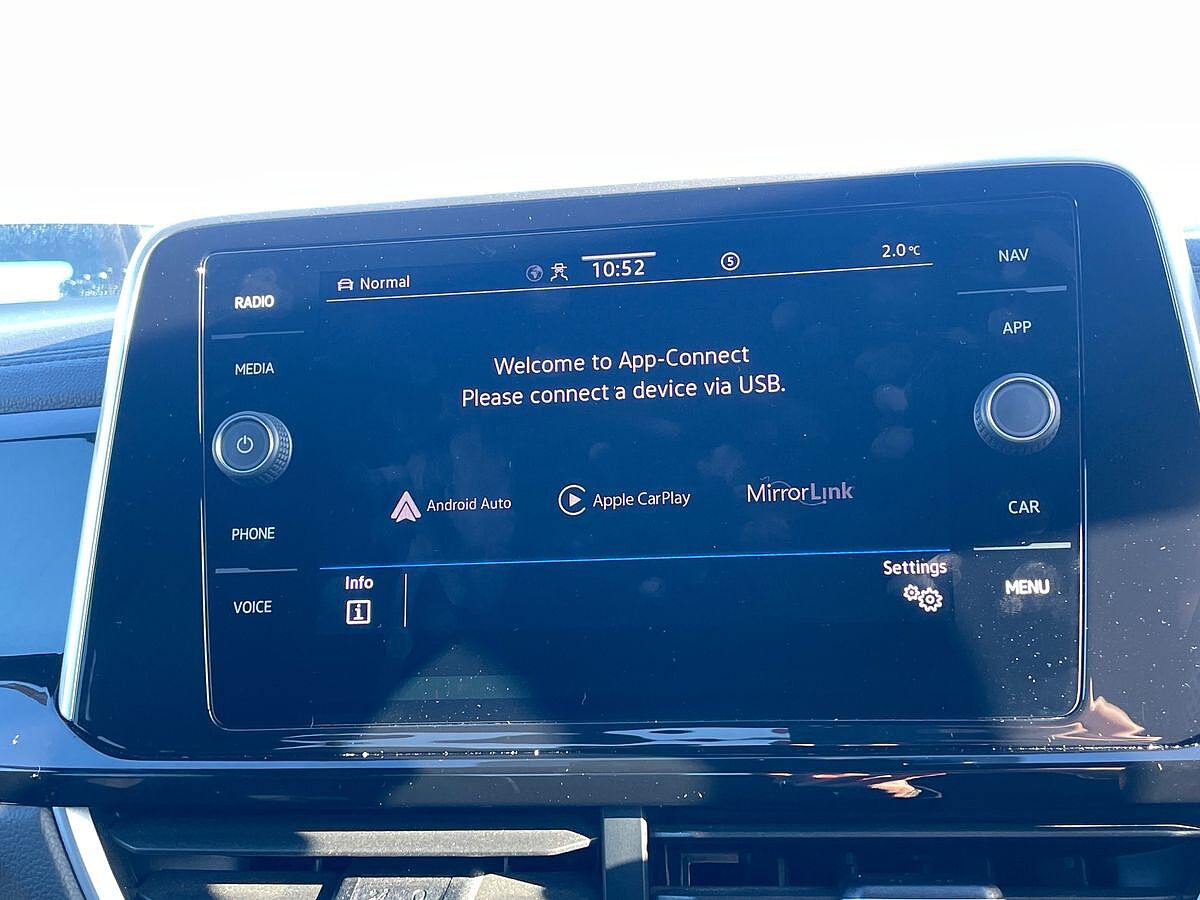 RADIO
MEDIA
PHONE
VOICE
Normal
10:52
5
2.0°C
Welcome to App-Connect
Please connect a device via USB.
Android Auto
Apple CarPlay
MirrorLink
Info
i
Settings
NAV
APP
CAR
MENU